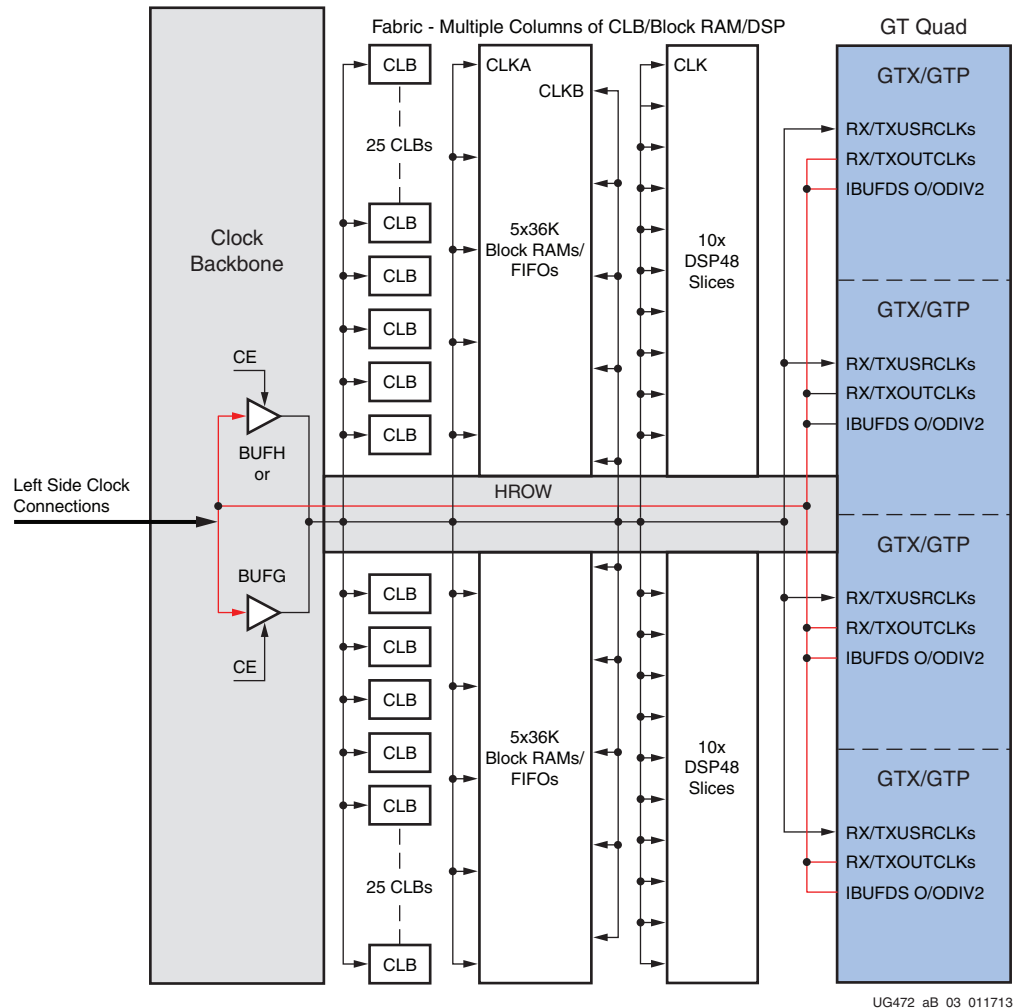 Fabric - Multiple Columns of CLB/Block RAM/DSP
GT Quad
CLB
25 CLBs
CLB
CLB
CLB
CLB
CLB
CLKA
CLKB
5x36K
Block RAMs/
FIFOs
CLK
10x
DSP48
Slices
GTX/GTP
RX/TXUSRCLKs
RX/TXOUTCLKs
IBUFDS O/ODIV2
GTX/GTP
RX/TXUSRCLKs
RX/TXOUTCLKs
IBUFDS O/ODIV2
Clock
Backbone
CE
BUFH
or
BUFG
CE
Left Side Clock
Connections
HROW
CLB
CLB
CLB
CLB
CLB
25 CLBs
CLB
5x36K
Block RAMs/
FIFOs
10x
DSP48
Slices
GTX/GTP
RX/TXUSRCLKs
RX/TXOUTCLKs
IBUFDS O/ODIV2
GTX/GTP
RX/TXUSRCLKs
RX/TXOUTCLKs
IBUFDS O/ODIV2
UG472_aB_03_011713